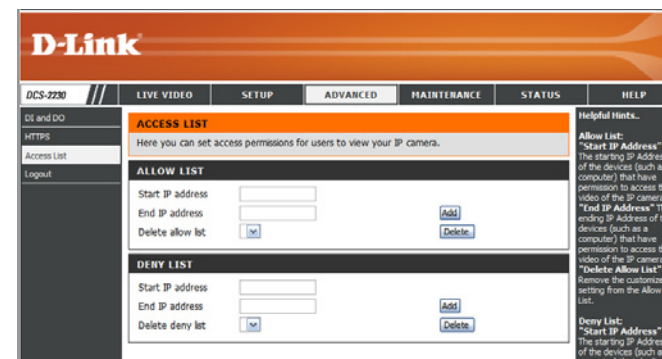 D-Link
DCS-2230
LIVE VIDEO
SETUP
ADVANCED
MAINTENANCE
STATUS
HELP
DI and DO
HTTPS
Access List
Logout
ACCESS LIST
Here you can set access permissions for users to view your IP camera.
ALLOW LIST
Start IP address
End IP address
Add
Delete allow list
Delete
DENY LIST
Start IP address
End IP address
Add
Delete deny list
Delete
Helpful Hints..
Allow List:
"Start IP Address"
The starting IP
of the devices (such
computer) that have
permission to access
video of the IP
"End IP Address"
ending IP Address of
devices (such as a
computer) that have
permission to access
video of the IP
"Delete Allow List"
Remove the
setting from the Allow
List.
Deny List:
"Start IP Address"
The starting IP
of the devices (such